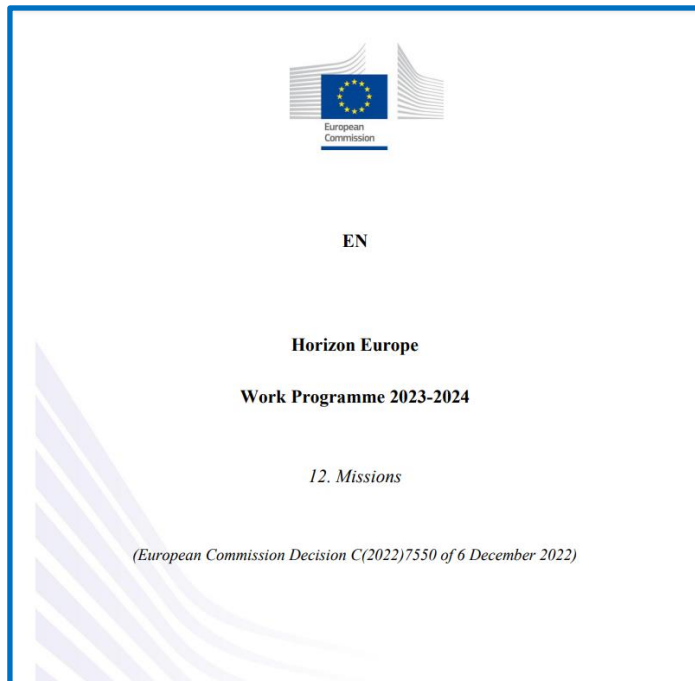 European
Commission
EN
Horizon Europe
Work Programme 2023-2024
12. Missions
(European Commission Decision C(2022)7550 of 6 December 2022)